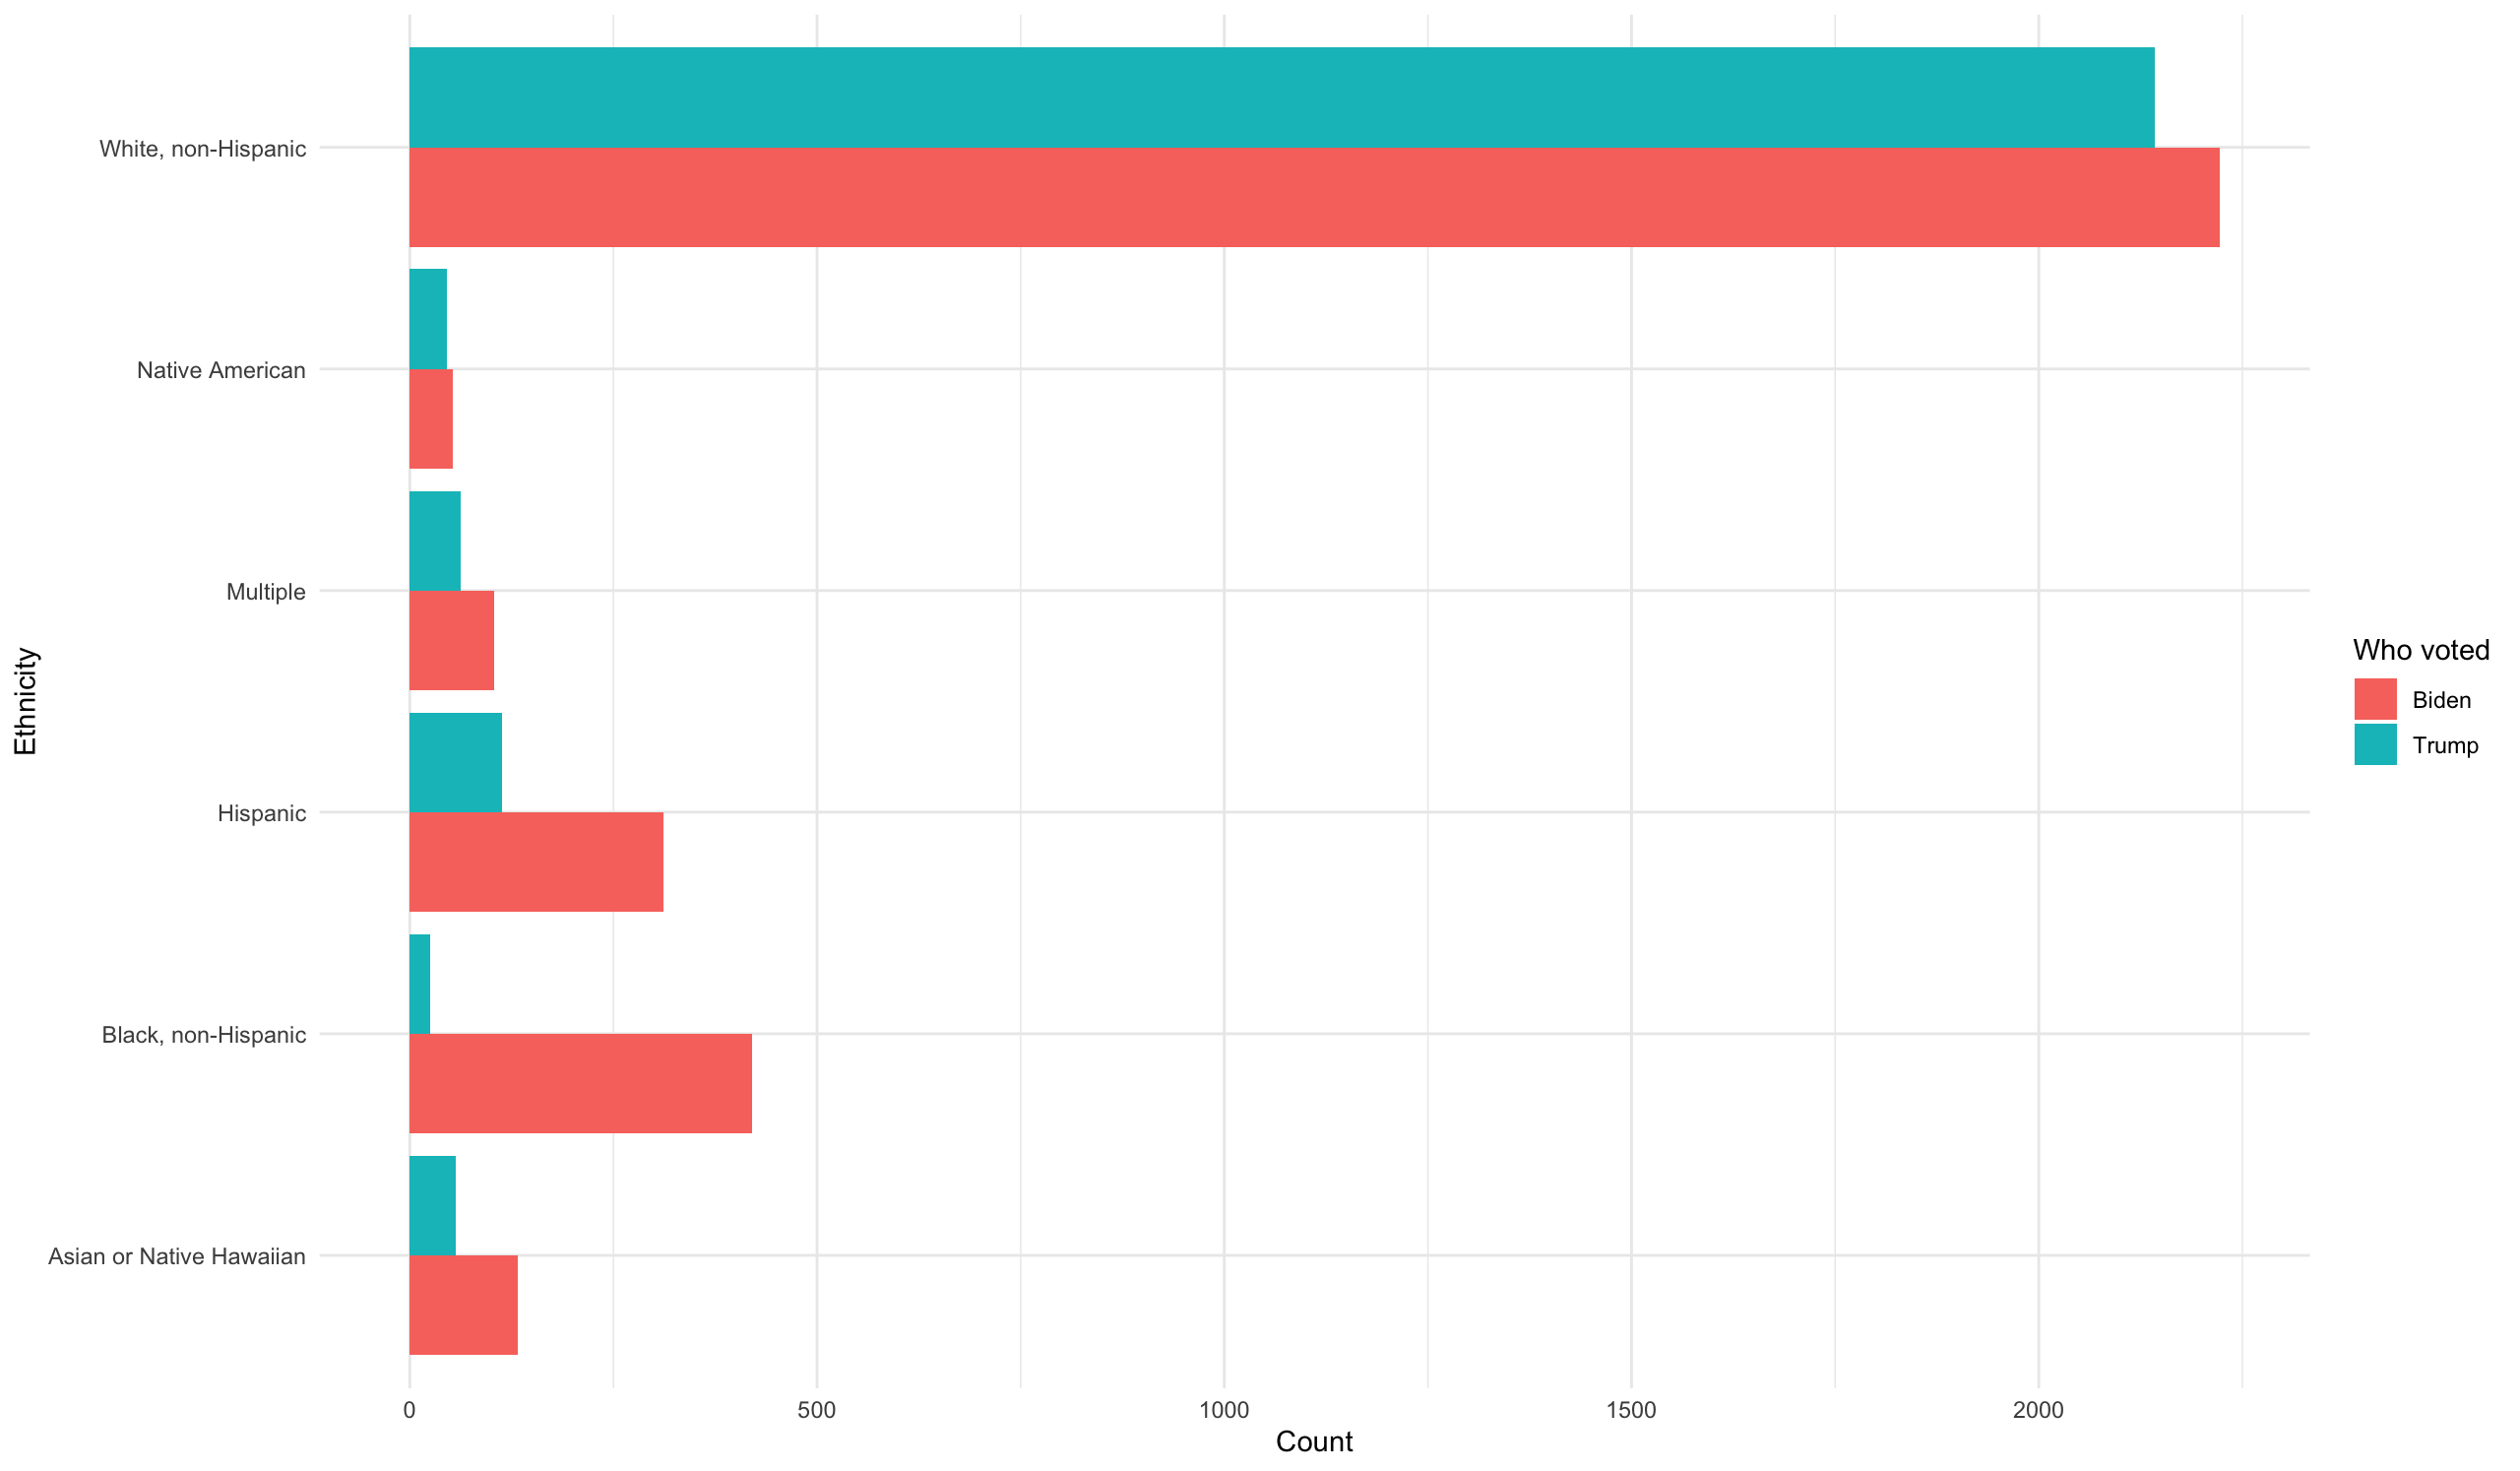 White, non-Hispanic
Native American
Multiple
Hispanic
Black, non-Hispanic
Asian or Native Hawaiian
Ethnicity
0 500 1000 1500 2000
Count
Who voted
Biden
Trump